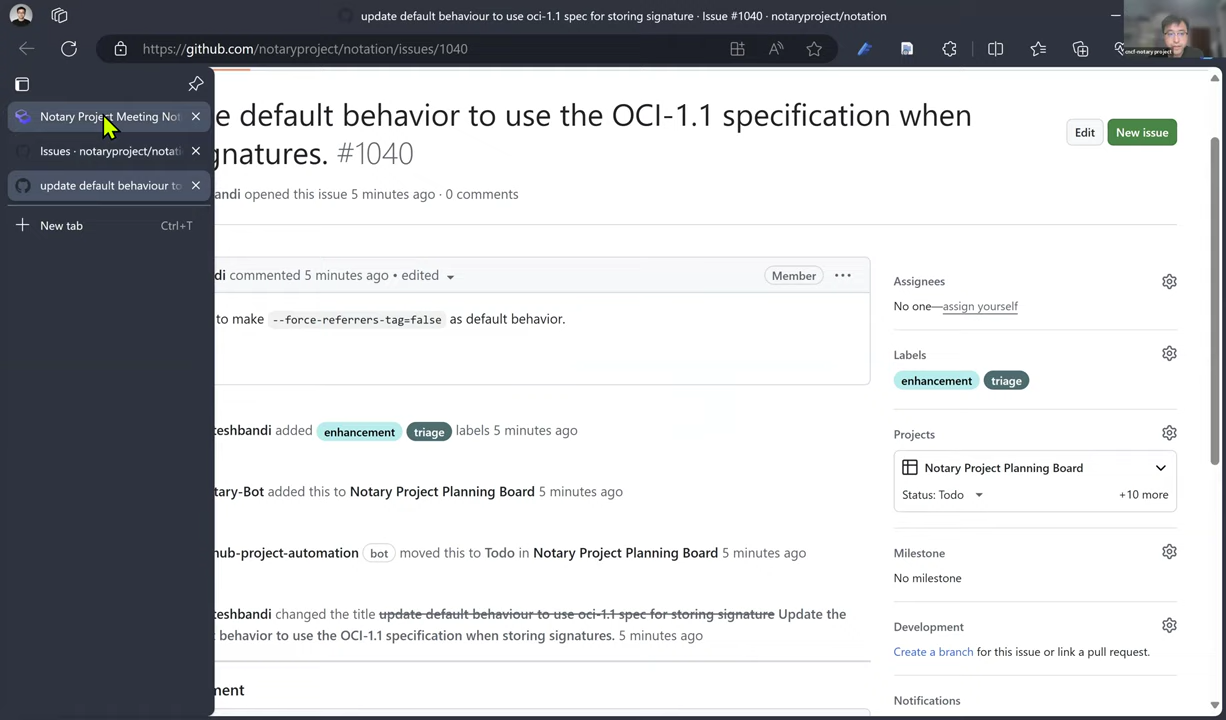 update default behaviour to use oci-1.1 spec for storing signature · Issue #1040 · notaryproject/notation
https://github.com/notaryproject/notation/issues/1040
cncf-notary project
Notary Project Meeting Not
Issues · notaryproject/notati
update default behaviour to
New tab Ctrl+T
e default behavior to use the OCI-1.1 specification when
gnatures. #1040
Edit
New issue
andi opened this issue 5 minutes ago · 0 comments
di commented 5 minutes ago • edited
Member
to make --force-referrers-tag=false as default behavior.
teshbandi added enhancement triage labels 5 minutes ago
tary-Bot added this to Notary Project Planning Board 5 minutes ago
hub-project-automation bot moved this to Todo in Notary Project Planning Board 5 minutes ago
teshbandi changed the title update default behaviour to use oci-1.1 spec for storing signature Update the
behavior to use the OCI-1.1 specification when storing signatures. 5 minutes ago
ment
Assignees
No one—assign yourself
Labels
enhancement triage
Projects
Notary Project Planning Board
Status: Todo +10 more
Milestone
No milestone
Development
Create a branch for this issue or link a pull request.
Notifications